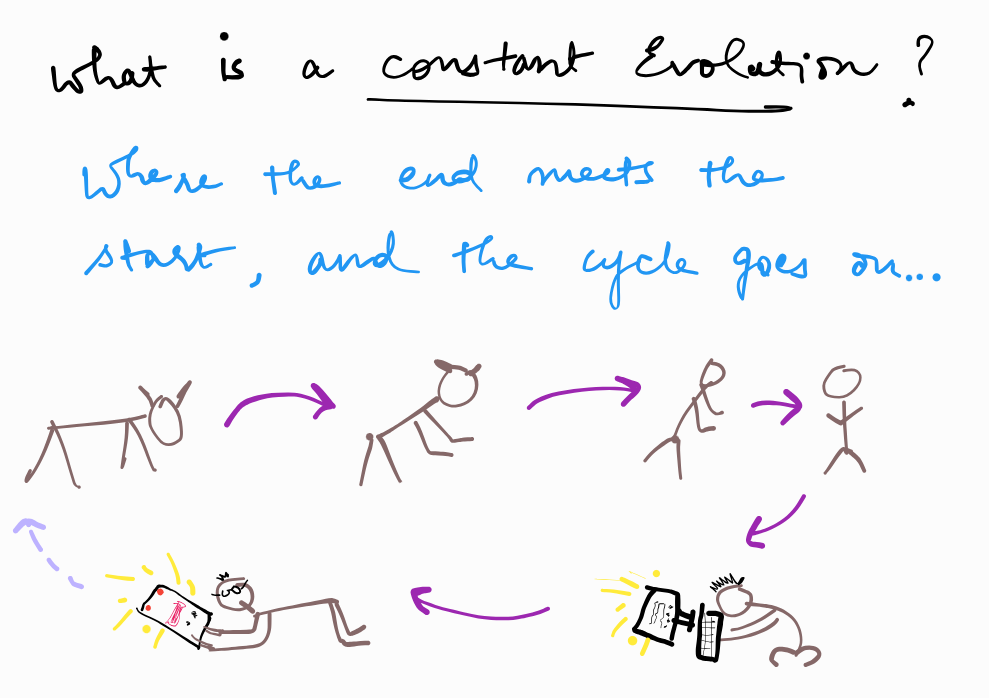 what is a constant Evolution?
Where the end meets the
start, and the cycle goes on...